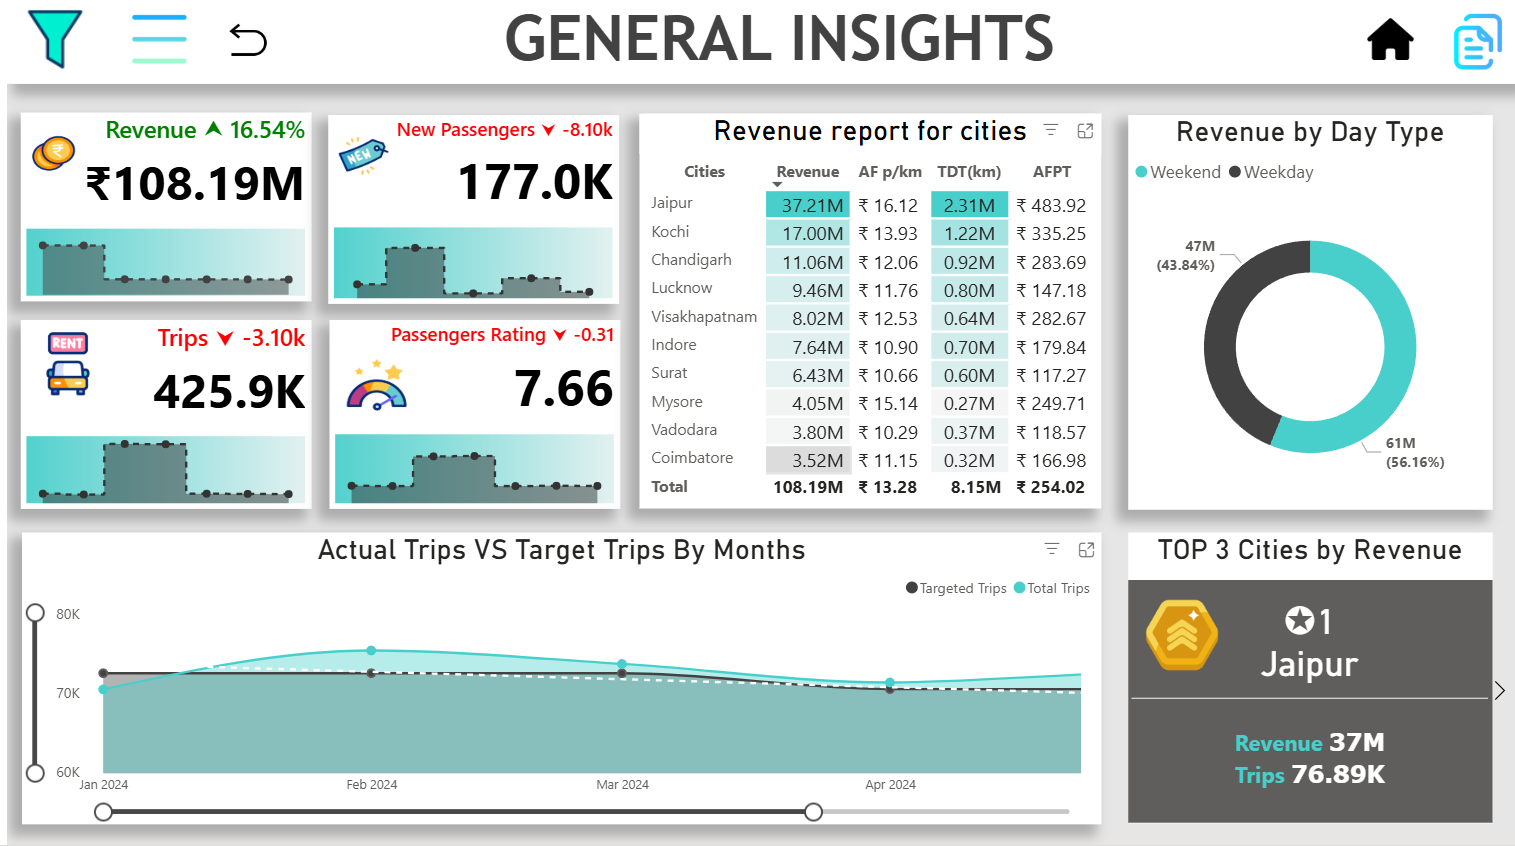 GENERAL INSIGHTS
Revenue 16.54%
₹108.19M
New Passengers -8.10k
NEW
177.0K
RENT
Trips -3.10k
425.9K
Passengers Rating -0.31
7.66
Revenue report for cities
Cities Revenue AF p/km TDT(km) AFPT
Jaipur 37.21M ₹ 16.12 2.31M ₹ 483.92
Kochi 17.00M ₹ 13.93 1.22M ₹ 335.25
Chandigarh 11.06M ₹ 12.06 0.92M ₹ 283.69
Lucknow 9.46M ₹ 11.76 0.80M ₹ 147.18
Visakhapatnam 8.02M ₹ 12.53 0.64M ₹ 282.67
Indore 7.64M ₹ 10.90 0.70M ₹ 179.84
Surat 6.43M ₹ 10.66 0.60M ₹ 117.27
Mysore 4.05M ₹ 15.14 0.27M ₹ 249.71
Vadodara 3.80M ₹ 10.29 0.37M ₹ 118.57
Coimbatore 3.52M ₹ 11.15 0.32M ₹ 166.98
Total 108.19M ₹ 13.28 8.15M ₹ 254.02
Revenue by Day Type
Weekend Weekday
47M
(43.84%)
61M
(56.16%)
Actual Trips VS Target Trips By Months
Targeted Trips Total Trips
80K
70K
60K
Jan 2024 Feb 2024 Mar 2024 Apr 2024
TOP 3 Cities by Revenue
1
Jaipur
Revenue 37M
Trips 76.89K